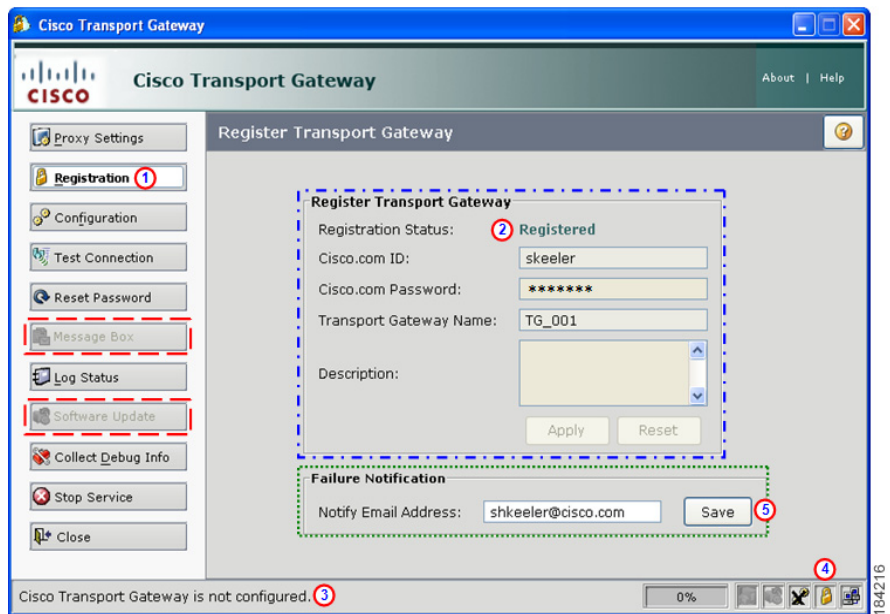 Cisco Transport Gateway
CISCO
Cisco Transport Gateway
About | Help
Proxy Settings
Registration 1
Configuration
Test Connection
Reset Password
Message Box
Log Status
Software Update
Collect Debug Info
Stop Service
Close
Register Transport Gateway
Register Transport Gateway
Registration Status: 2 Registered
Cisco.com ID: skeeler
Cisco.com Password: *******
Transport Gateway Name: TG_001
Description:
Apply Reset
Failure Notification
Notify Email Address: shkeeler@cisco.com Save 5
4
Cisco Transport Gateway is not configured. 3
0%
84216